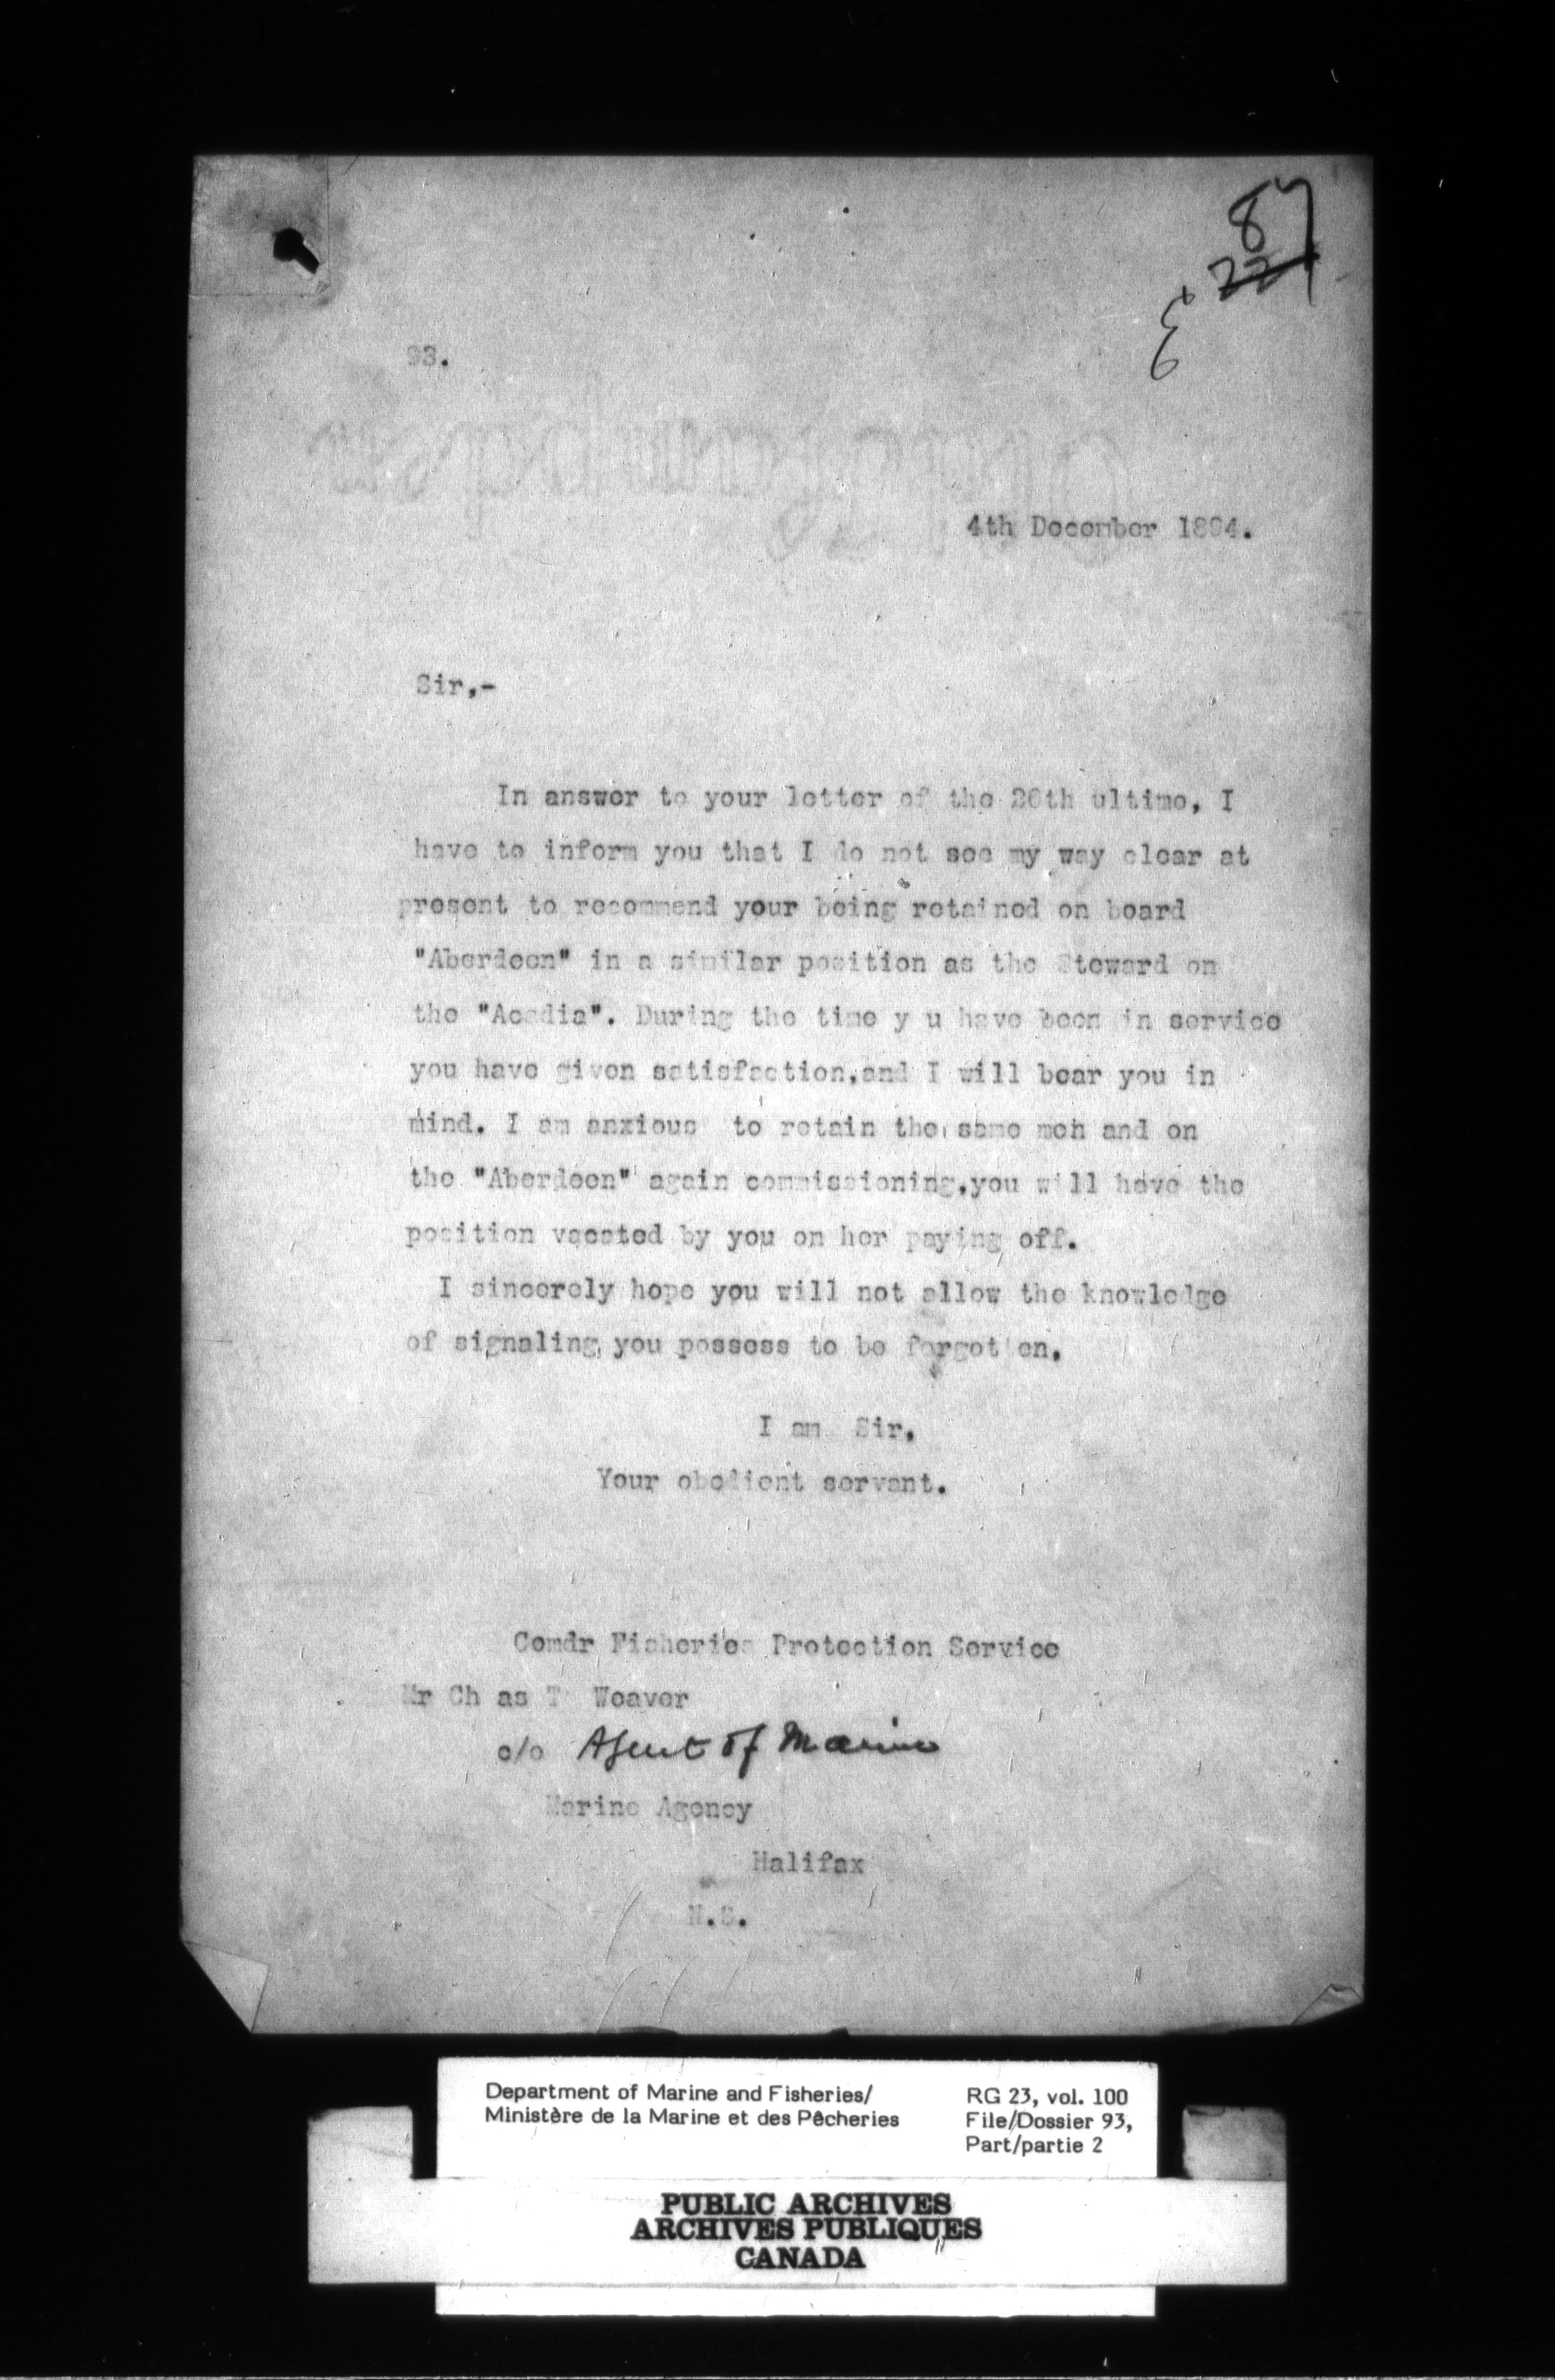 87
22
93.
4th December 1894.
Sir,-
In answer to your letter of the 26th ultimo, I
have to inform you that I do not see my way clear at
present to recommend your being retained on board
"Aberdeen" in a similar position as the Steward on
the "Acadia". During the time y u have been in service
you have given satisfaction,and I will bear you in
mind. I am anxious to retain the same men and on
the "Aberdeen" again commissioning,you will have the
position vacated by you on her paying off.
I sincerely hope you will not allow the knowledge
of signaling you possess to be forgotten.
I am Sir,
Your obedient servant.
Comdr Fisheries Protection Service
Mr Ch as T Weaver
c/o Agent of Marine
Marine Agency
Halifax
N.S.
Department of Marine and Fisheries/
Ministère de la Marine et des Pêcheries
RG 23, vol. 100
File/Dossier 93,
Part/partie 2
PUBLIC ARCHIVES
ARCHIVES PUBLIQUES
CANADA